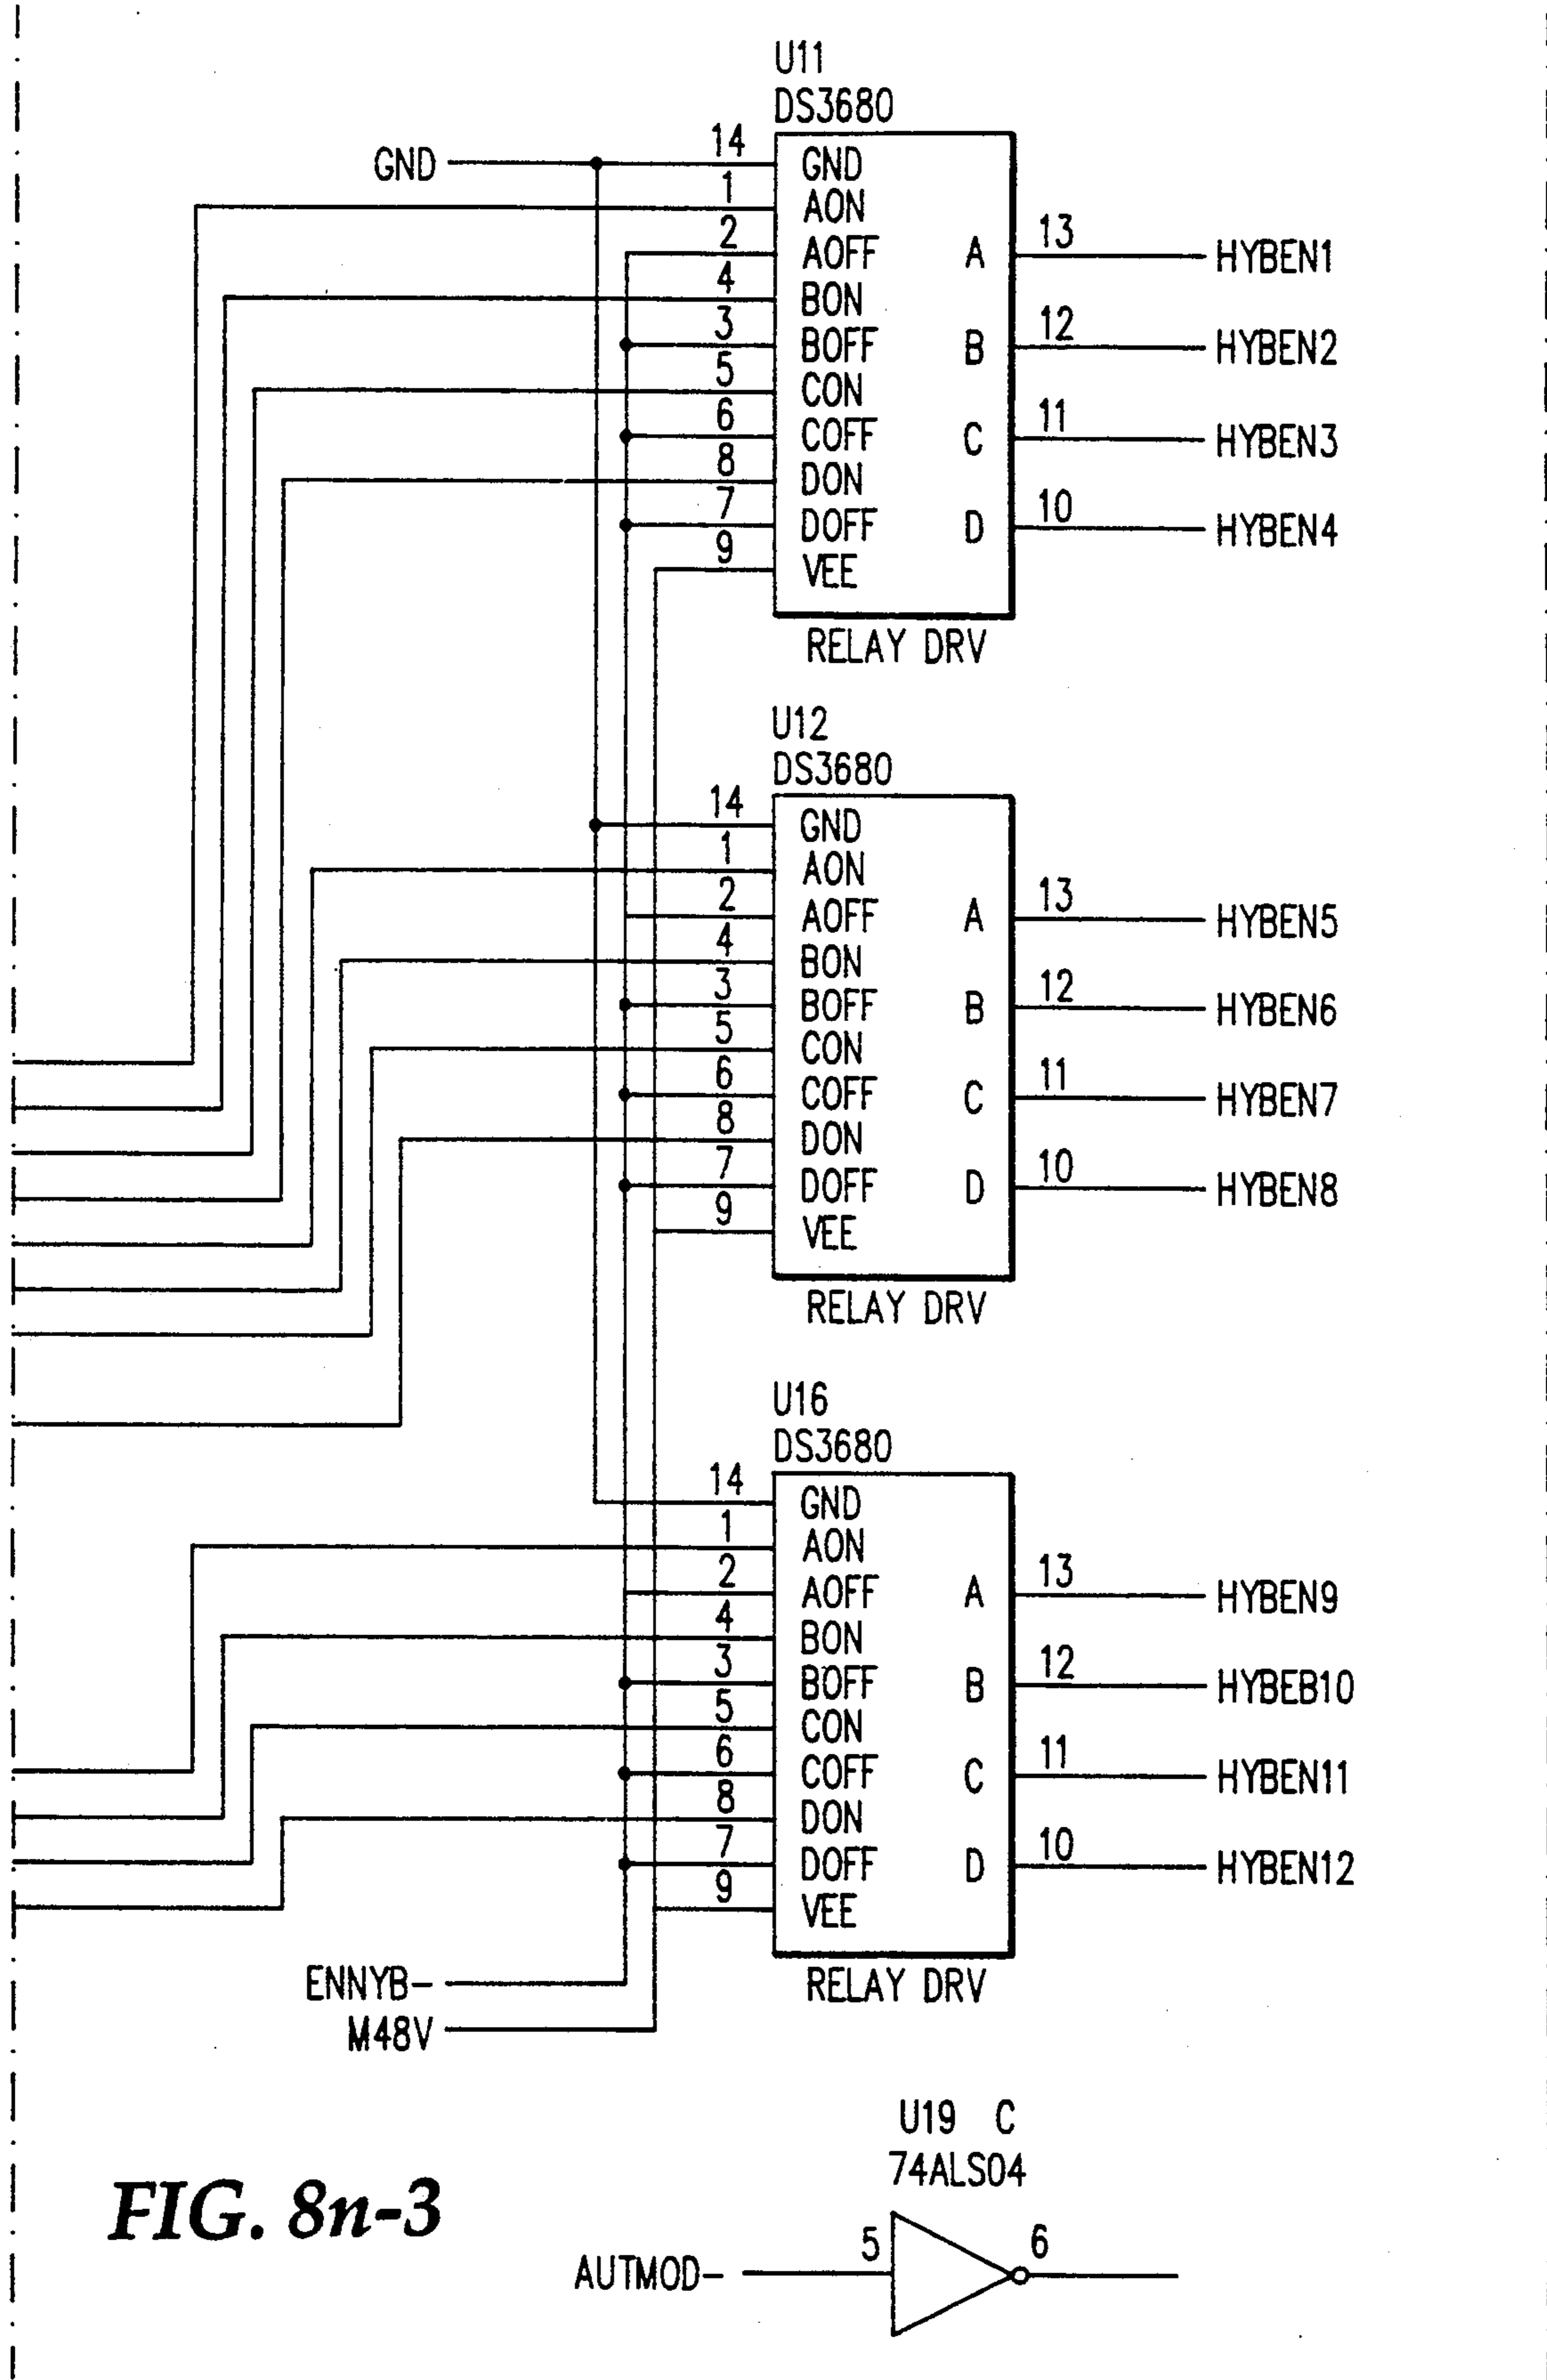 U11
DS3680
GND 14 GND
1 AON
2 AOFF A 13 HYBEN1
4 BON
3 BOFF B 12 HYBEN2
5 CON
6 COFF C 11 HYBEN3
8 DON
7 DOFF D 10 HYBEN4
9 VEE
RELAY DRV
U12
DS3680
14 GND
1 AON
2 AOFF A 13 HYBEN5
4 BON
3 BOFF B 12 HYBEN6
5 CON
6 COFF C 11 HYBEN7
8 DON
7 DOFF D 10 HYBEN8
9 VEE
RELAY DRV
U16
DS3680
14 GND
1 AON
2 AOFF A 13 HYBEN9
4 BON
3 BOFF B 12 HYBEB10
5 CON
6 COFF C 11 HYBEN11
8 DON
7 DOFF D 10 HYBEN12
9 VEE
ENNYB- RELAY DRV
M48V
U19 C
74ALS04
FIG. 8n-3
AUTMOD- 5 6